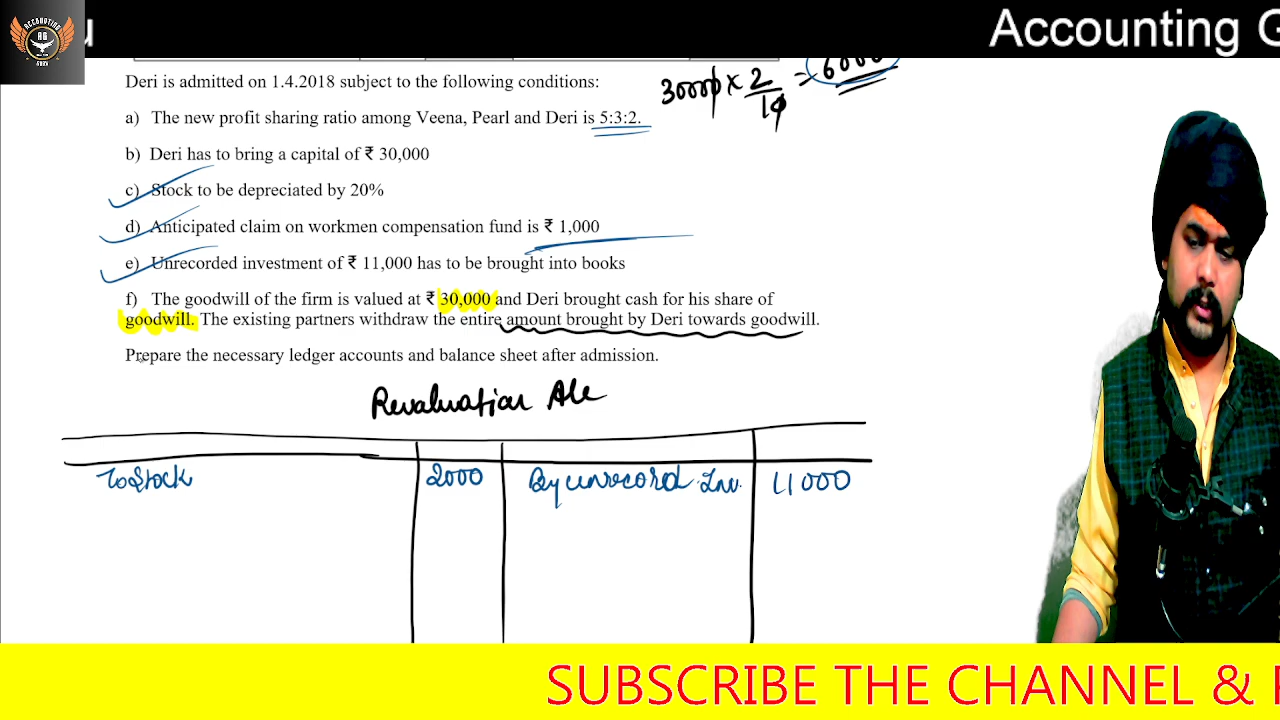 Accounting G
u
ACCOUNTING
AG
GURU
Deri is admitted on 1.4.2018 subject to the following conditions:
30000 × 2/10 = 6000
a) The new profit sharing ratio among Veena, Pearl and Deri is 5:3:2.
b) Deri has to bring a capital of ₹ 30,000
c) Stock to be depreciated by 20%
d) Anticipated claim on workmen compensation fund is ₹ 1,000
e) Unrecorded investment of ₹ 11,000 has to be brought into books
f) The goodwill of the firm is valued at ₹ 30,000 and Deri brought cash for his share of
goodwill. The existing partners withdraw the entire amount brought by Deri towards goodwill.
Prepare the necessary ledger accounts and balance sheet after admission.
Revaluation A/c
To Stock 2000 By unrecord. Inv. 11000
SUBSCRIBE THE CHANNEL &